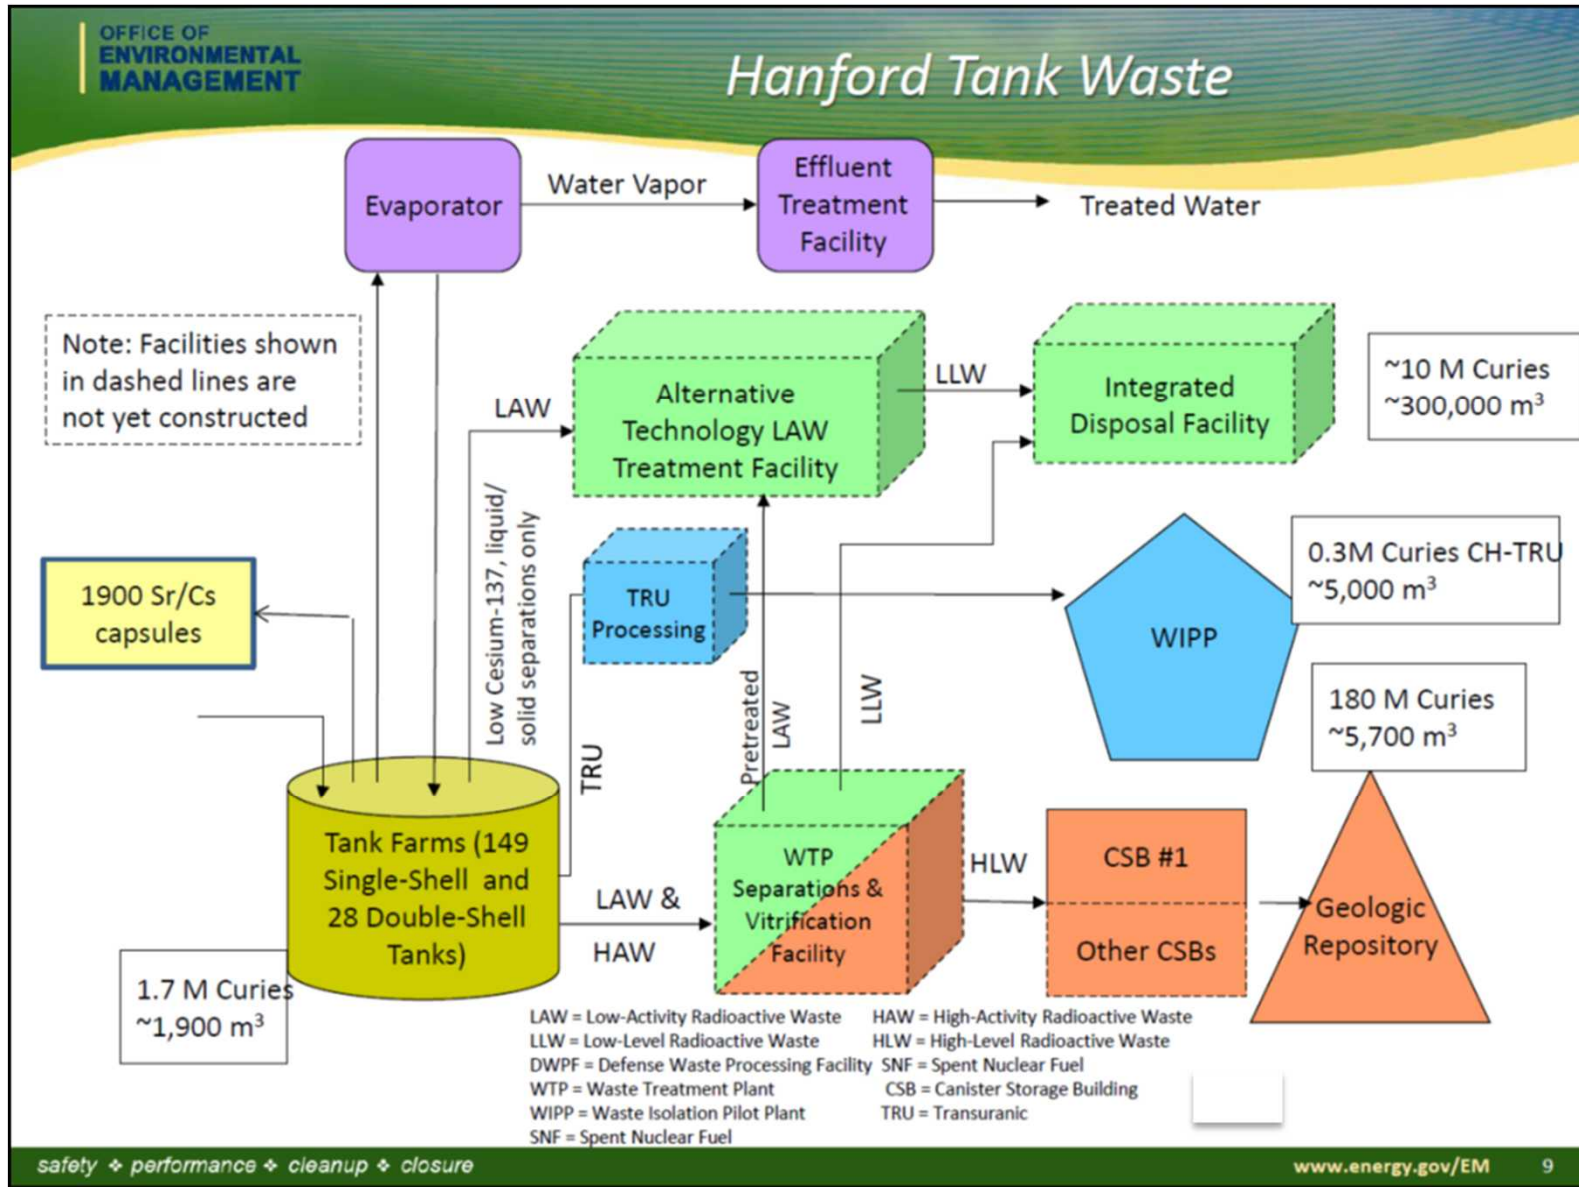 OFFICE OF
ENVIRONMENTAL
MANAGEMENT
Hanford Tank Waste
Evaporator
Water Vapor
Effluent
Treatment
Facility
Treated Water
Note: Facilities shown
in dashed lines are
not yet constructed
LAW
Alternative
Technology LAW
Treatment Facility
LLW
Integrated
Disposal Facility
~10 M Curies
~300,000 m³
Low Cesium-137, liquid/
solid separations only
1900 Sr/Cs
capsules
TRU
Processing
WIPP
0.3M Curies CH-TRU
~5,000 m³
TRU
Pretreated
LAW
LLW
180 M Curies
~5,700 m³
Tank Farms (149
Single-Shell and
28 Double-Shell
Tanks)
1.7 M Curies
~1,900 m³
LAW &
HAW
WTP
Separations &
Vitrification
Facility
HLW
CSB #1
Other CSBs
Geologic
Repository
LAW = Low-Activity Radioactive Waste HAW = High-Activity Radioactive Waste
LLW = Low-Level Radioactive Waste HLW = High-Level Radioactive Waste
DWPF = Defense Waste Processing Facility SNF = Spent Nuclear Fuel
WTP = Waste Treatment Plant CSB = Canister Storage Building
WIPP = Waste Isolation Pilot Plant TRU = Transuranic
SNF = Spent Nuclear Fuel
safety ❖ performance ❖ cleanup ❖ closure
www.energy.gov/EM 9